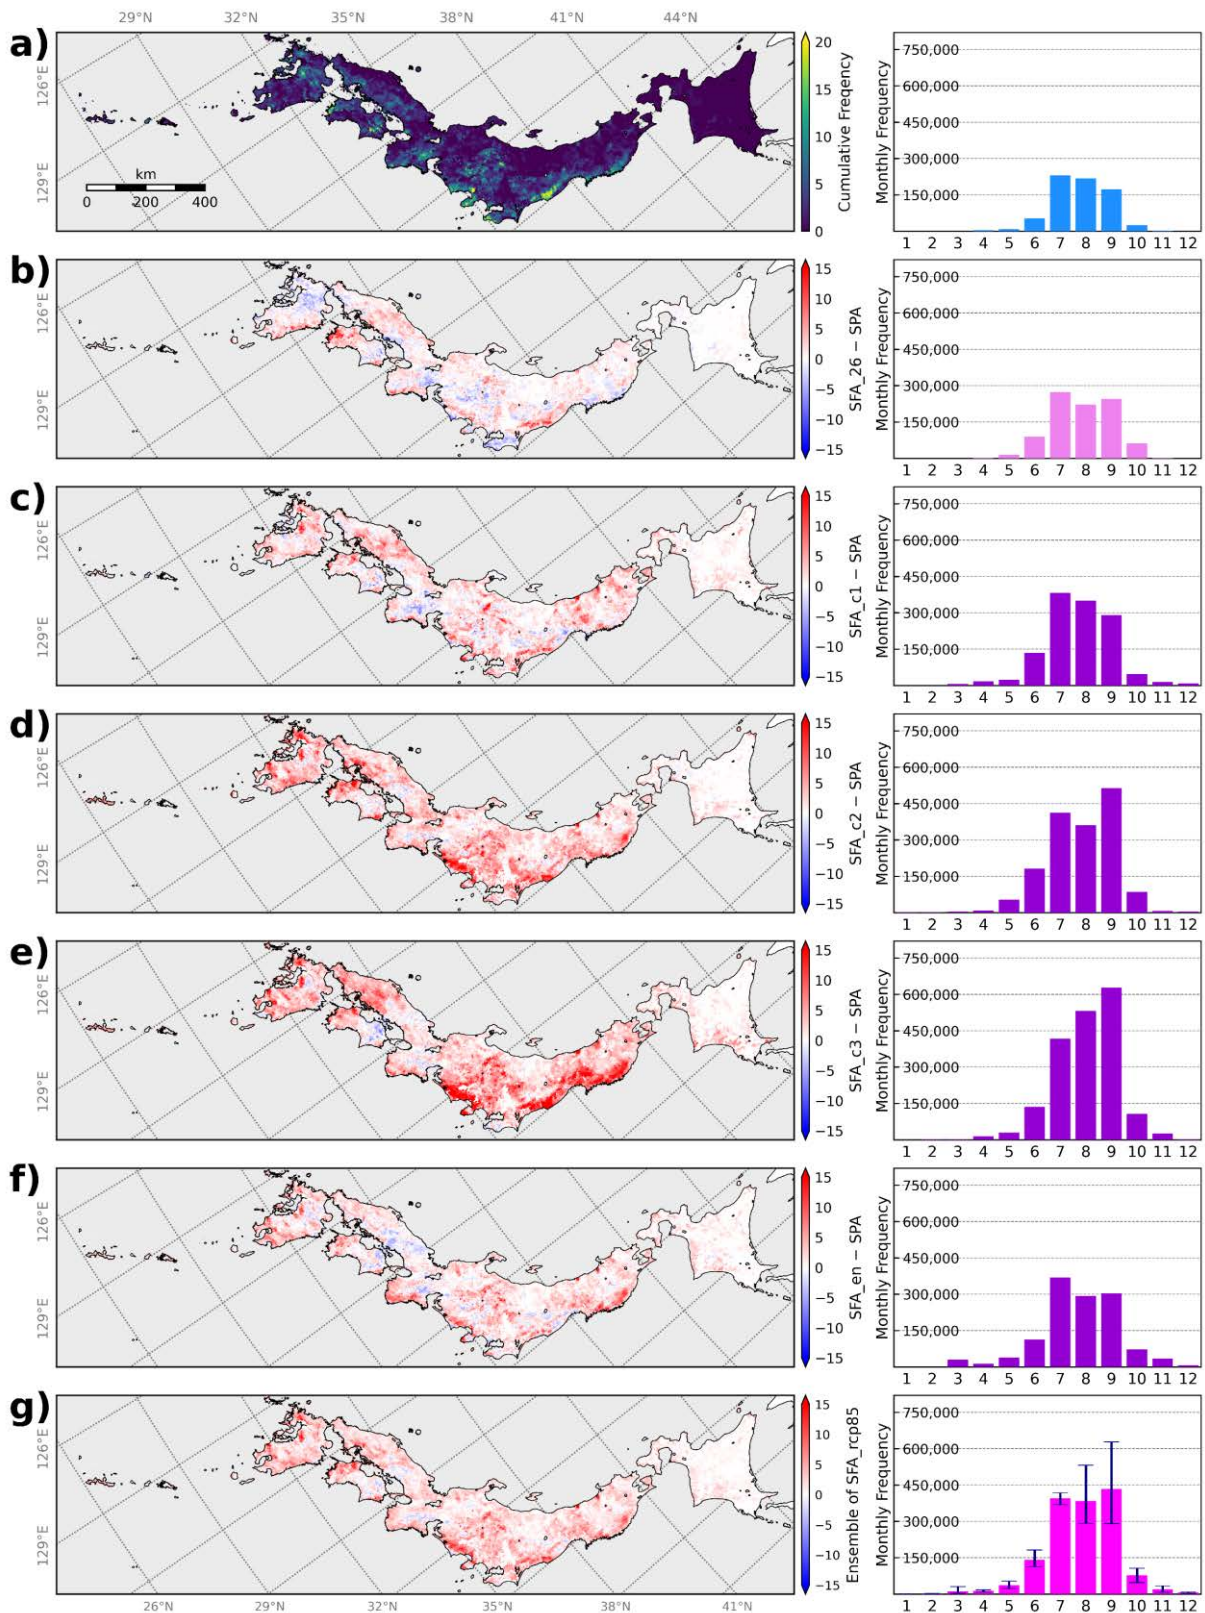 29°N 32°N 35°N 38°N 41°N 44°N
a)
126°E
129°E
km
0 200 400
20
15
10
5
0
Cumulative Freqency
Monthly Frequency
750,000
600,000
450,000
300,000
150,000
1 2 3 4 5 6 7 8 9 10 11 12
b)
126°E
129°E
15
10
5
0
−5
−10
−15
SFA_26 − SPA
Monthly Frequency
750,000
600,000
450,000
300,000
150,000
1 2 3 4 5 6 7 8 9 10 11 12
c)
126°E
129°E
15
10
5
0
−5
−10
−15
SFA_c1 − SPA
Monthly Frequency
750,000
600,000
450,000
300,000
150,000
1 2 3 4 5 6 7 8 9 10 11 12
d)
126°E
129°E
15
10
5
0
−5
−10
−15
SFA_c2 − SPA
Monthly Frequency
750,000
600,000
450,000
300,000
150,000
1 2 3 4 5 6 7 8 9 10 11 12
e)
126°E
129°E
15
10
5
0
−5
−10
−15
SFA_c3 − SPA
Monthly Frequency
750,000
600,000
450,000
300,000
150,000
1 2 3 4 5 6 7 8 9 10 11 12
f)
126°E
129°E
15
10
5
0
−5
−10
−15
SFA_en − SPA
Monthly Frequency
750,000
600,000
450,000
300,000
150,000
1 2 3 4 5 6 7 8 9 10 11 12
g)
126°E
129°E
15
10
5
0
−5
−10
−15
Ensemble of SFA_rcp85
Monthly Frequency
750,000
600,000
450,000
300,000
150,000
1 2 3 4 5 6 7 8 9 10 11 12
26°N 29°N 32°N 35°N 38°N 41°N